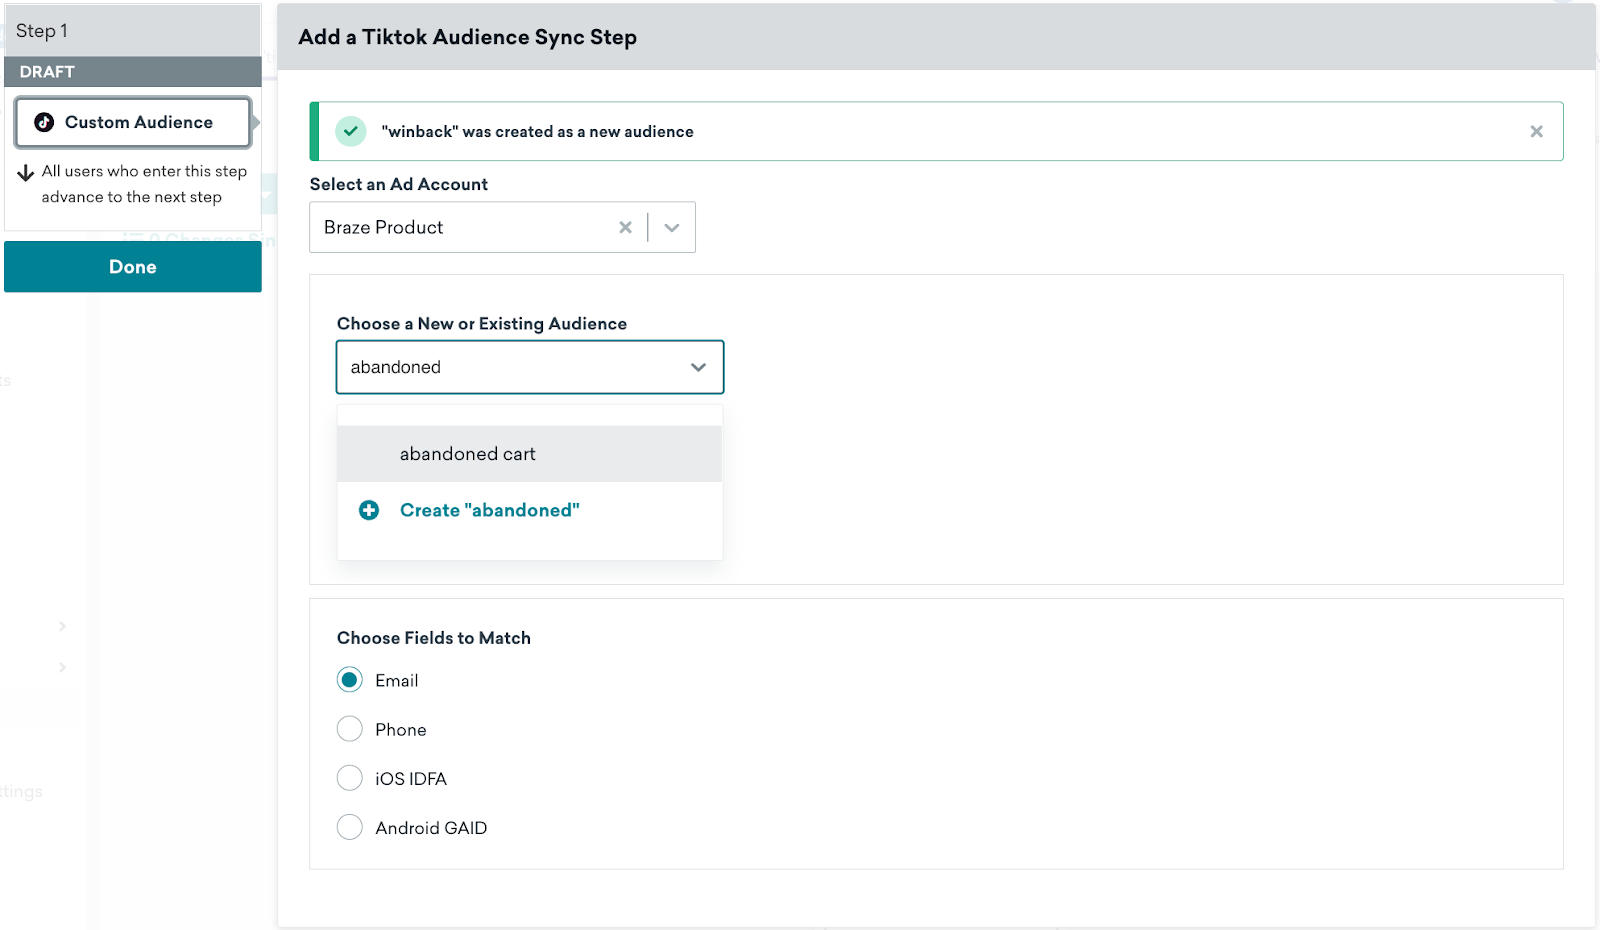 Step 1
DRAFT
Custom Audience
All users who enter this step
advance to the next step
Done
Add a Tiktok Audience Sync Step
"winback" was created as a new audience
Select an Ad Account
Braze Product
Choose a New or Existing Audience
abandoned
abandoned cart
Create "abandoned"
Choose Fields to Match
Email
Phone
iOS IDFA
Android GAID